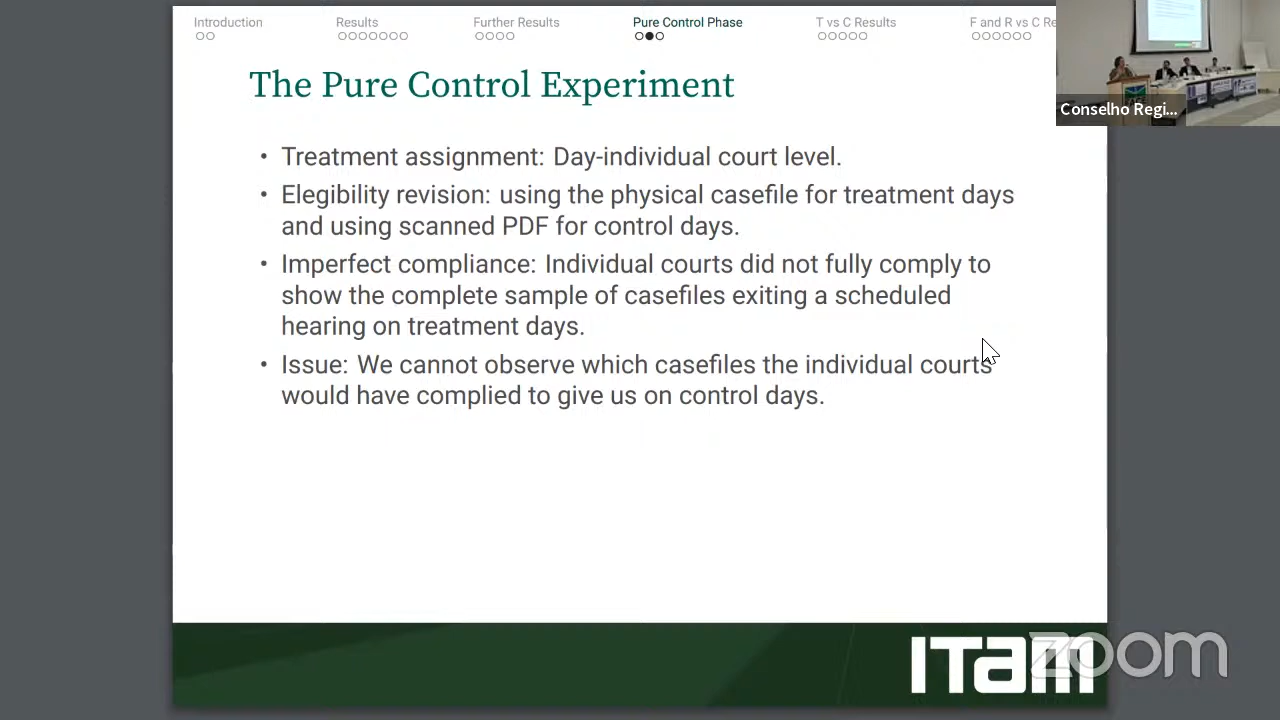 Introduction
Results
Further Results
Pure Control Phase
T vs C Results
F and R vs C Re
The Pure Control Experiment
Conselho Regi...
• Treatment assignment: Day-individual court level.
• Elegibility revision: using the physical casefile for treatment days
and using scanned PDF for control days.
• Imperfect compliance: Individual courts did not fully comply to
show the complete sample of casefiles exiting a scheduled
hearing on treatment days.
• Issue: We cannot observe which casefiles the individual courts
would have complied to give us on control days.
ITAM
zoom